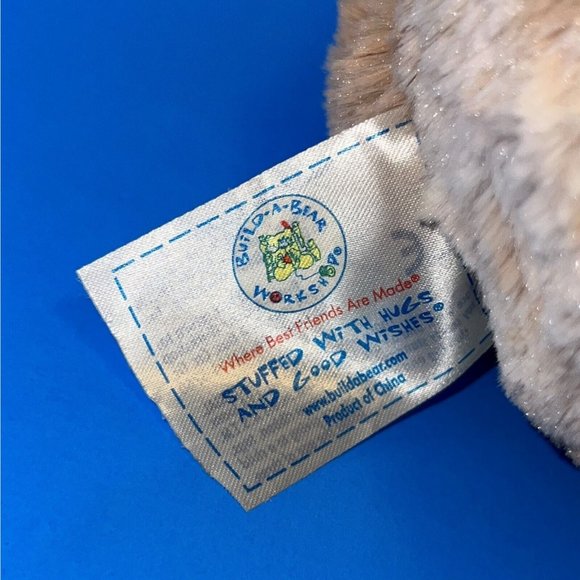 BUILD-A-BEAR
WORKSHOP®
Where Best Friends Are Made®
STUFFED WITH HUGS
AND GOOD WISHES®
www.buildabear.com
Product of China